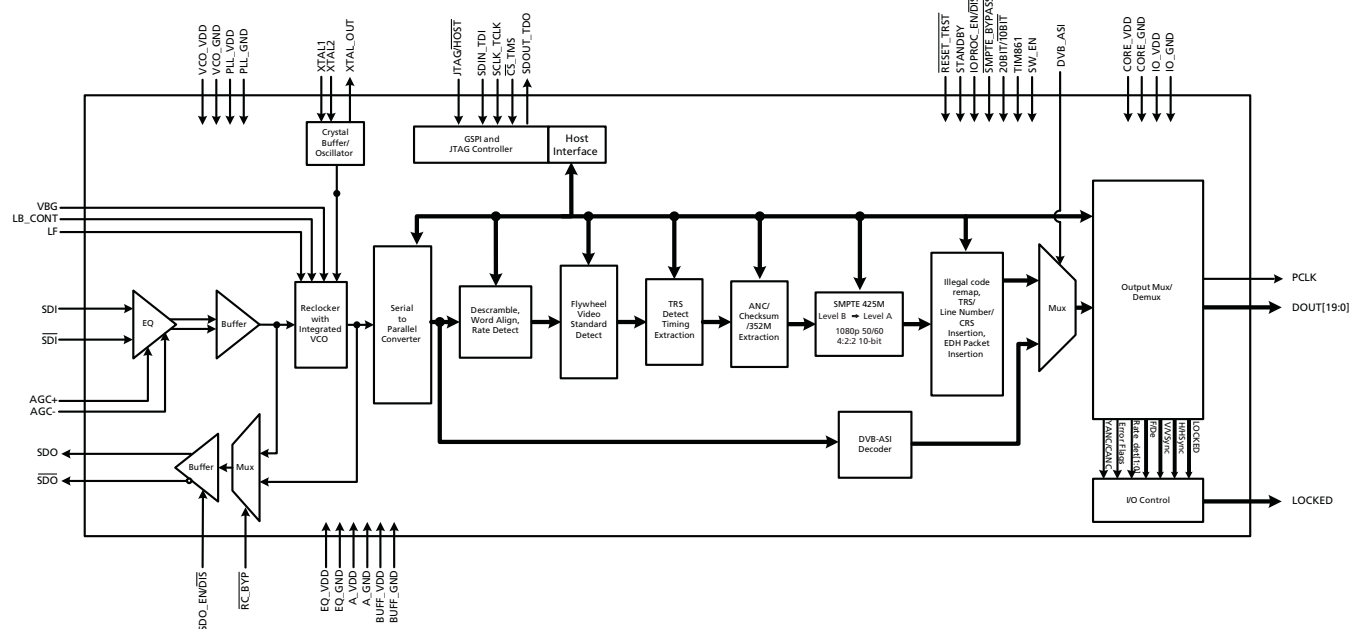 VCO_VDD
VCO_GND
PLL_VDD
PLL_GND
XTAL1
XTAL2
XTAL_OUT
JTAG/HOST
SDIN_TDI
SCLK_TCLK
CS_TMS
SDOUT_TDO
RESET_TRST
STANDBY
IOPROC_EN/DIS
SMPTE_BYPASS
20BIT/10BIT
TIM861
SW_EN
DVB_ASI
CORE_VDD
CORE_GND
IO_VDD
IO_GND
Crystal
Buffer/
Oscillator
GSPI and
JTAG Controller
Host
Interface
VBG
LB_CONT
LF
SDI
SDI
AGC+
AGC-
SDO
SDO
EQ
Buffer
Reclocker
with
Integrated
VCO
Serial
to
Parallel
Converter
Descramble,
Word Align,
Rate Detect
Flywheel
Video
Standard
Detect
TRS
Detect
Timing
Extraction
ANC/
Checksum
/352M
Extraction
SMPTE 425M
Level B ➡ Level A
1080p 50/60
4:2:2 10-bit
Illegal code
remap,
TRS/
Line Number/
CRS
Insertion,
EDH Packet
Insertion
Mux
Output Mux/
Demux
PCLK
DOUT[19:0]
DVB-ASI
Decoder
Buffer
Mux
YANC/CANC
Error Flags
Rate_det[1:0]
F/De
V/VSync
H/HSync
LOCKED
I/O Control
LOCKED
SDO_EN/DIS
RC_BYP
EQ_VDD
EQ_GND
A_VDD
A_GND
BUFF_VDD
BUFF_GND